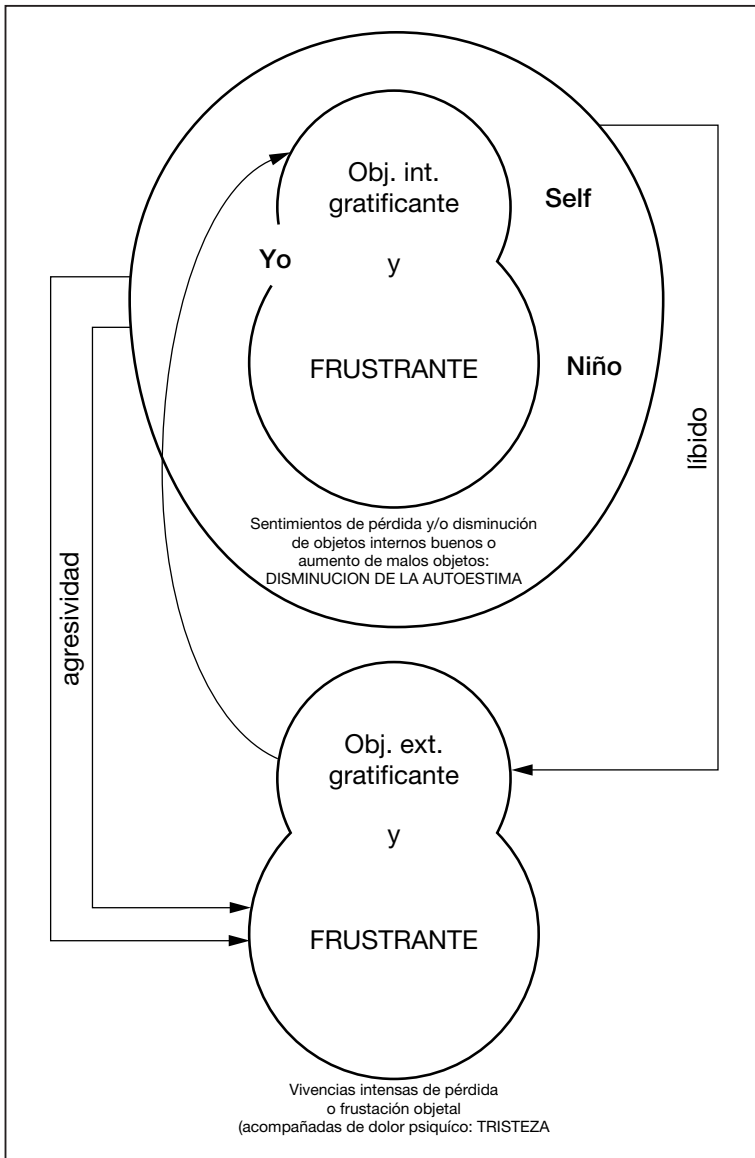 Obj. int.
gratificante
Self
Yo
y
FRUSTRANTE
Niño
líbido
Sentimientos de pérdida y/o disminución
de objetos internos buenos o
aumento de malos objetos:
DISMINUCION DE LA AUTOESTIMA
agresividad
Obj. ext.
gratificante
y
FRUSTRANTE
Vivencias intensas de pérdida
o frustación objetal
(acompañadas de dolor psiquíco: TRISTEZA